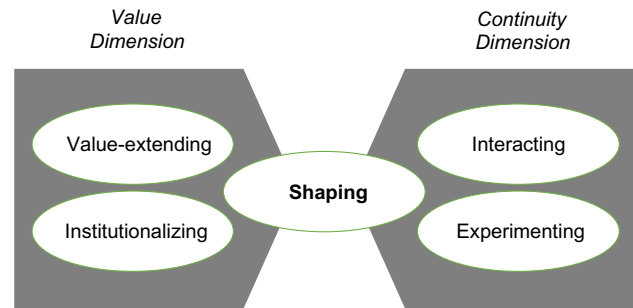 Value
Dimension
Continuity
Dimension
Value-extending
Interacting
Shaping
Institutionalizing
Experimenting